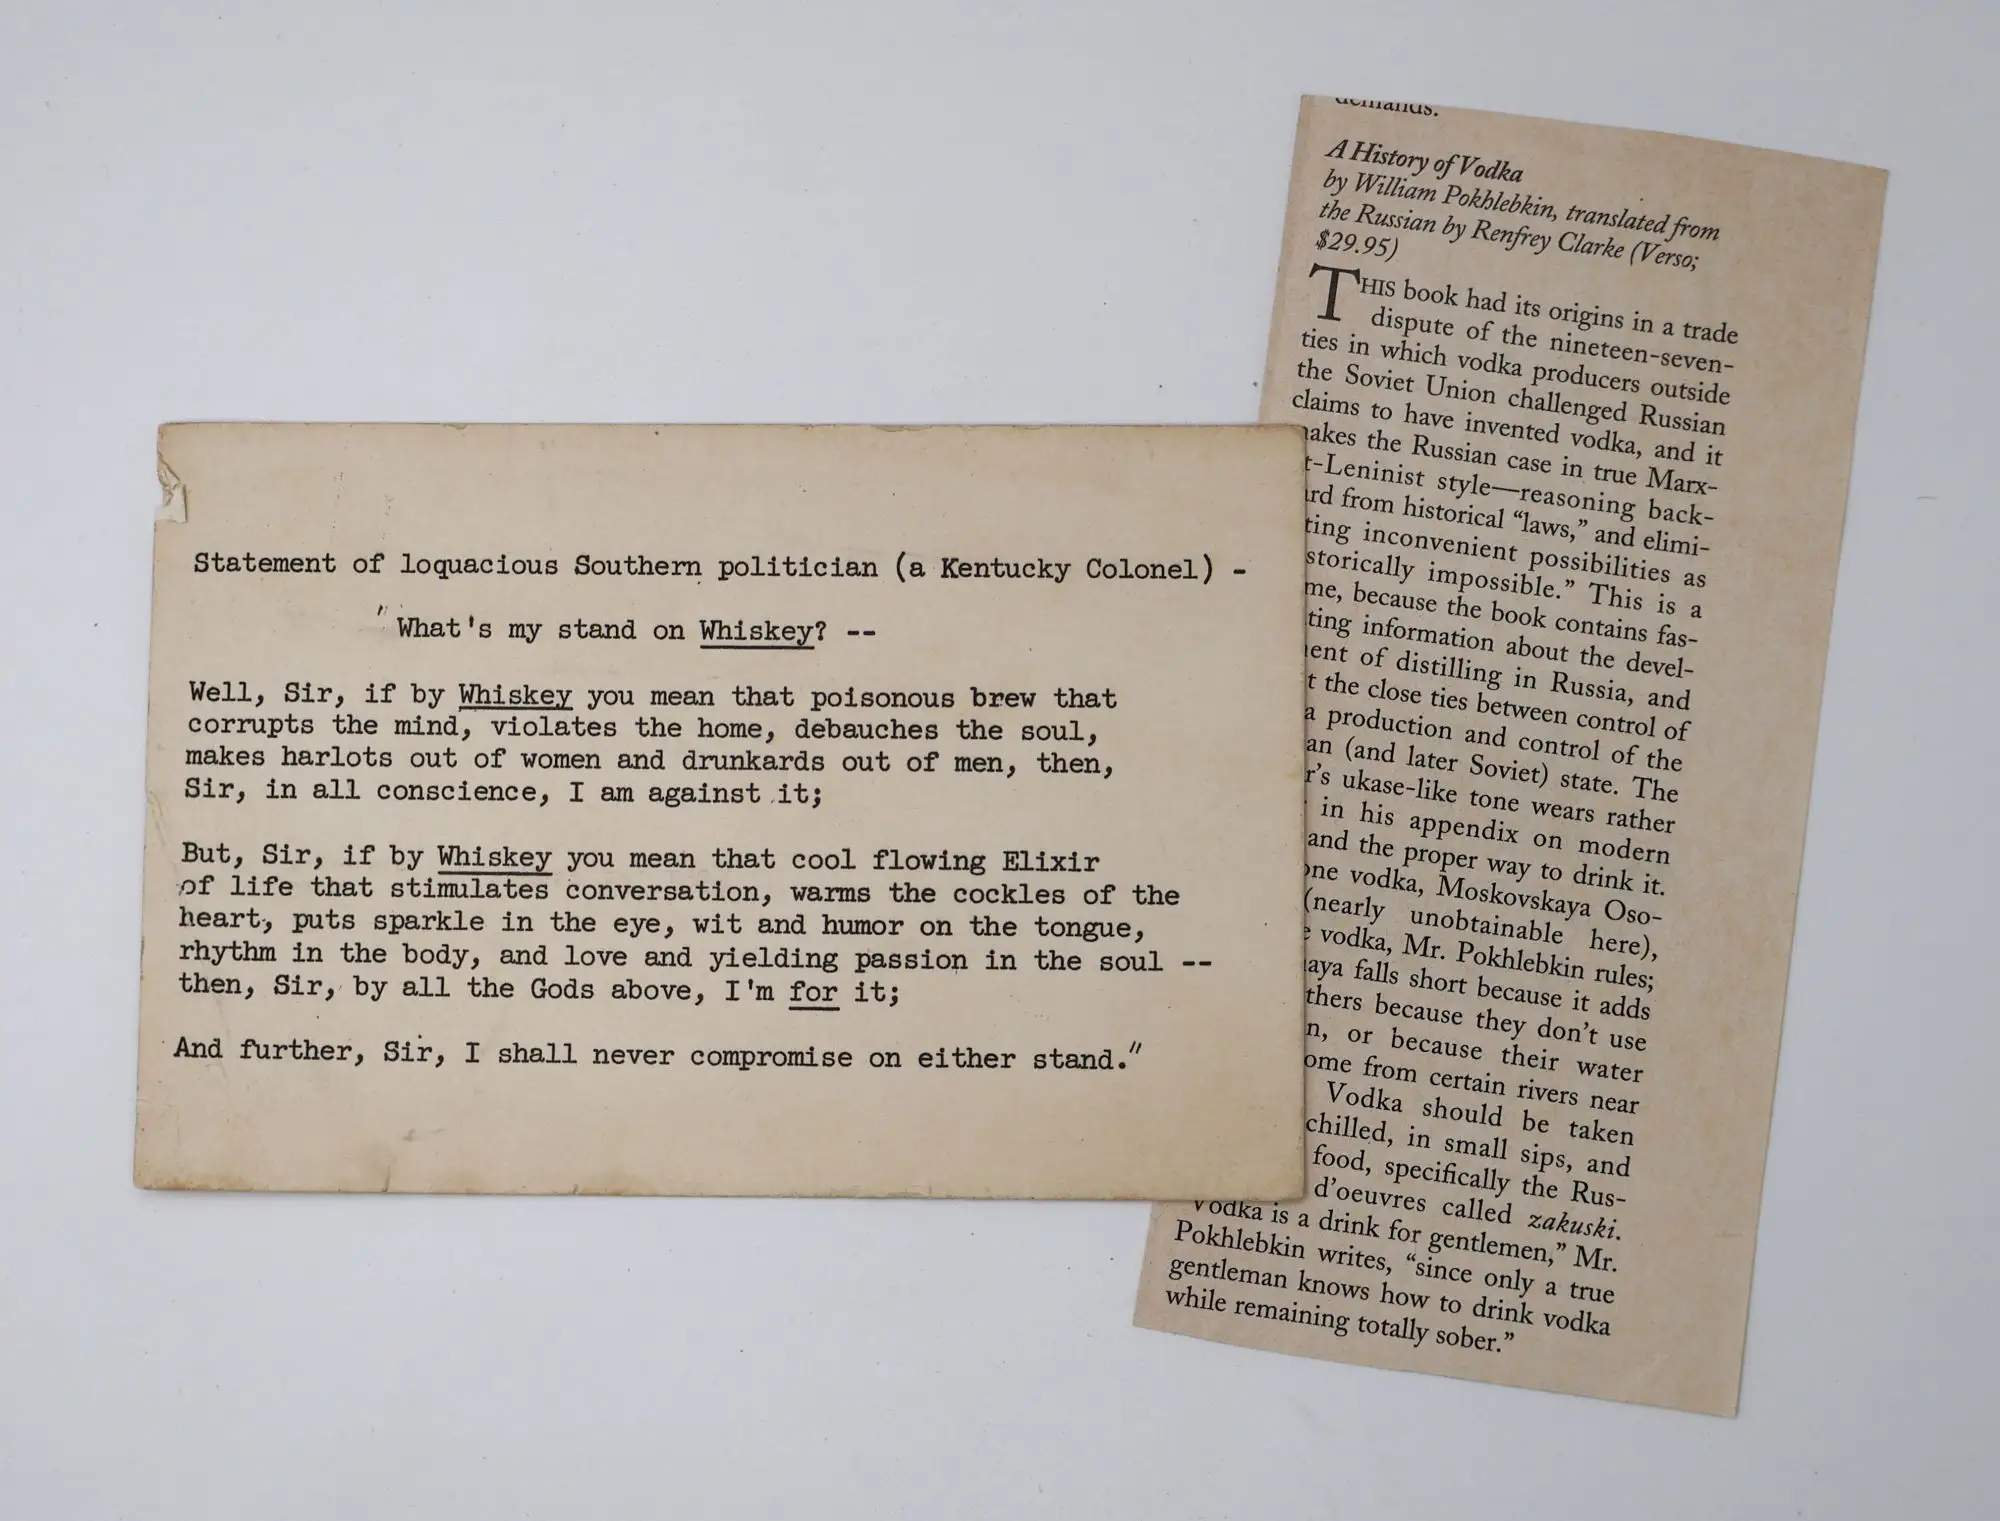 Statement of loquacious Southern politician (a Kentucky Colonel) -
"What's my stand on Whiskey? --
Well, Sir, if by Whiskey you mean that poisonous brew that
corrupts the mind, violates the home, debauches the soul,
makes harlots out of women and drunkards out of men, then,
Sir, in all conscience, I am against it;
But, Sir, if by Whiskey you mean that cool flowing Elixir
of life that stimulates conversation, warms the cockles of the
heart, puts sparkle in the eye, wit and humor on the tongue,
rhythm in the body, and love and yielding passion in the soul --
then, Sir, by all the Gods above, I'm for it;
And further, Sir, I shall never compromise on either stand."
demands.
A History of Vodka
by William Pokhlebkin, translated from
the Russian by Renfrey Clarke (Verso;
$29.95)
THIS book had its origins in a trade
dispute of the nineteen-seven-
ties in which vodka producers outside
the Soviet Union challenged Russian
claims to have invented vodka, and it
akes the Russian case in true Marx-
t-Leninist style—reasoning back-
rd from historical “laws,” and elimi-
ting inconvenient possibilities as
storically impossible.” This is a
me, because the book contains fas-
ting information about the devel-
ent of distilling in Russia, and
t the close ties between control of
a production and control of the
an (and later Soviet) state. The
r's ukase-like tone wears rather
in his appendix on modern
and the proper way to drink it.
one vodka, Moskovskaya Oso-
(nearly unobtainable here),
e vodka, Mr. Pokhlebkin rules;
aya falls short because it adds
thers because they don't use
n, or because their water
ome from certain rivers near
Vodka should be taken
chilled, in small sips, and
food, specifically the Rus-
d'oeuvres called zakuski.
Vodka is a drink for gentlemen,” Mr.
Pokhlebkin writes, “since only a true
gentleman knows how to drink vodka
while remaining totally sober.”